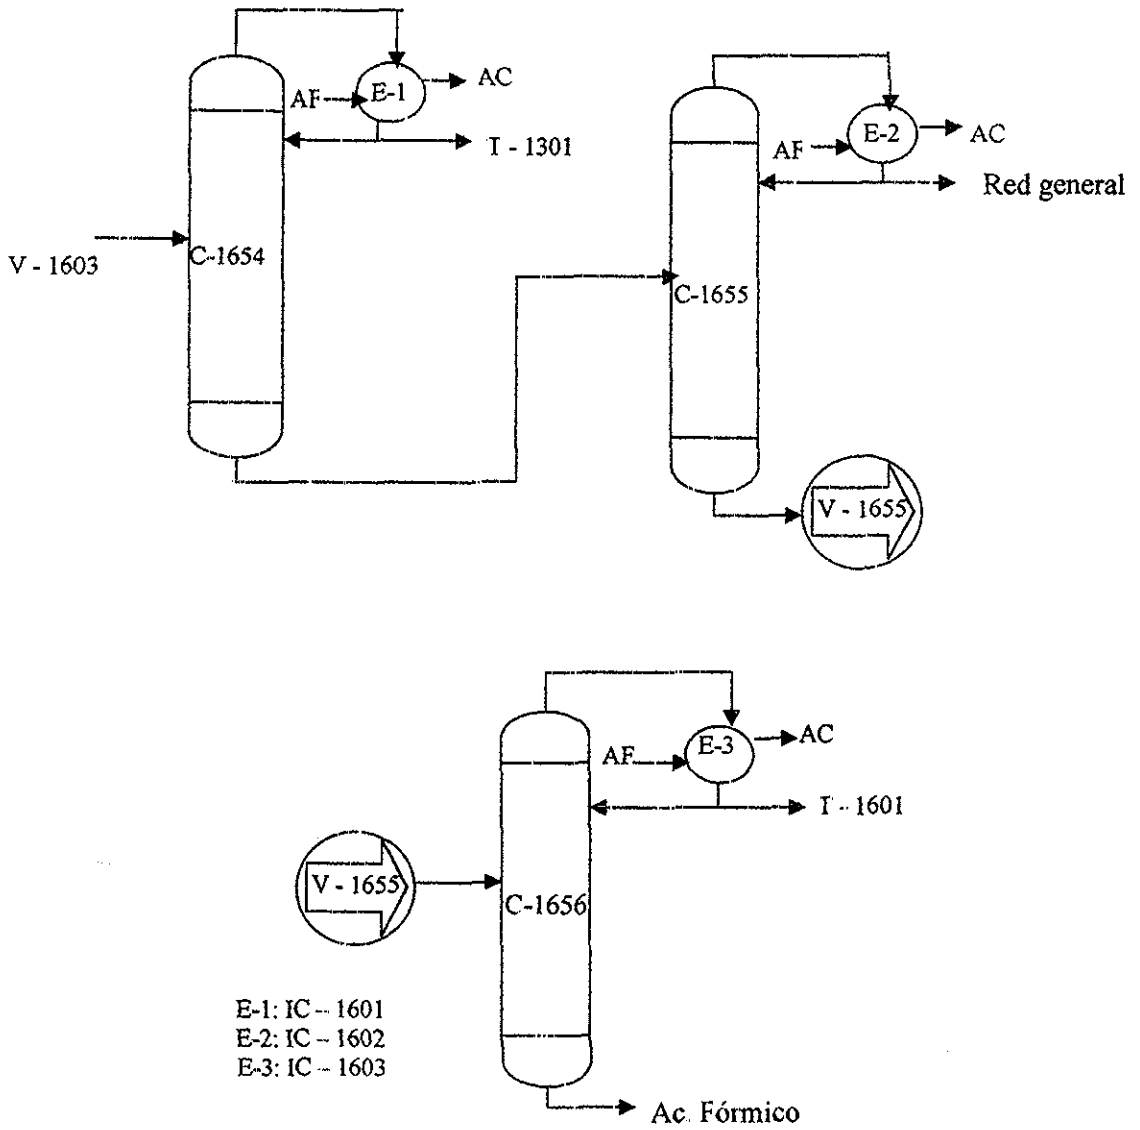 E-1
AC
AF
T - 1301
E-2
AC
AF
Red general
V - 1603
C-1654
C-1655
V - 1655
E-3
AC
AF
T - 1601
V - 1655
C-1656
E-1: IC - 1601
E-2: IC - 1602
E-3: IC - 1603
Ac. Fórmico